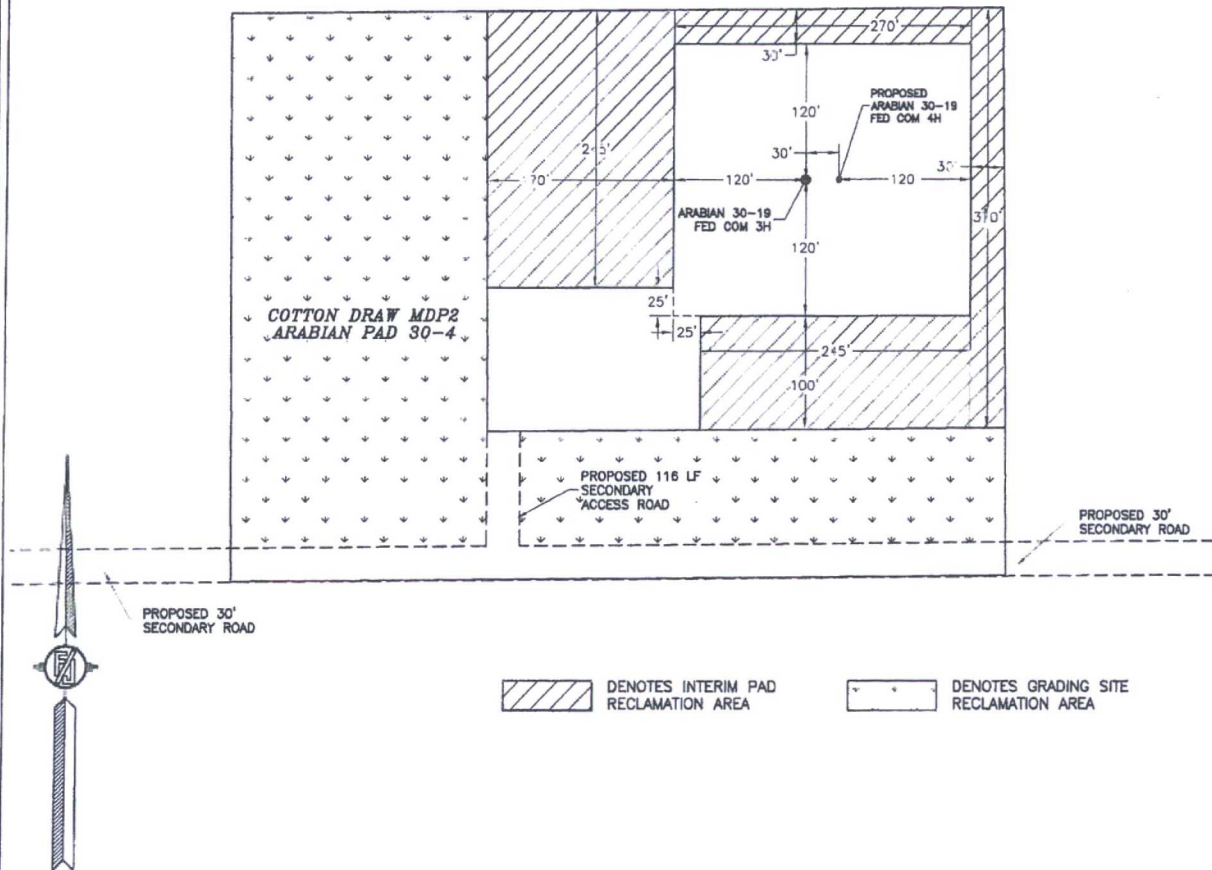 270'
30'
120'
PROPOSED
ARABIAN 30-19
FED COM 4H
30'
30'
120'
120
ARABIAN 30-19
FED COM 3H
120'
25'
25'
COTTON DRAW MDP2
ARABIAN PAD 30-4
245'
100'
PROPOSED 116 LF
SECONDARY
ACCESS ROAD
PROPOSED 30'
SECONDARY ROAD
PROPOSED 30'
SECONDARY ROAD
DENOTES INTERIM PAD
RECLAMATION AREA
DENOTES GRADING SITE
RECLAMATION AREA